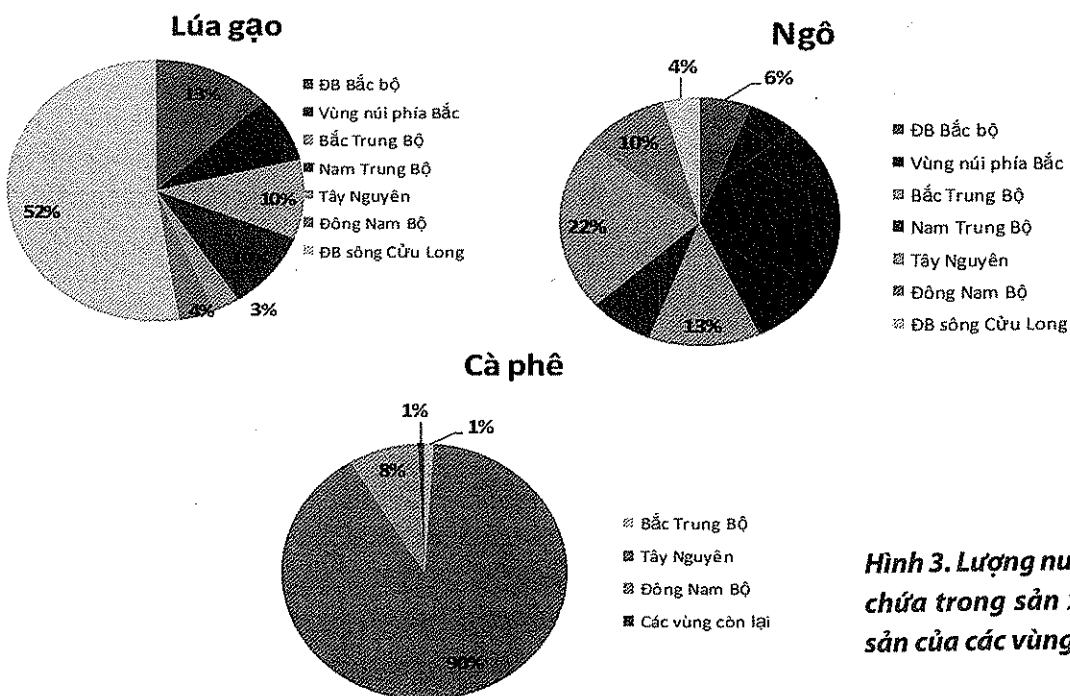 Lúa gạo
13%
10%
3%
4%
52%
ĐB Bắc bộ
Vùng núi phía Bắc
Bắc Trung Bộ
Nam Trung Bộ
Tây Nguyên
Đông Nam Bộ
ĐB sông Cửu Long
Ngô
4%
6%
10%
22%
13%
ĐB Bắc bộ
Vùng núi phía Bắc
Bắc Trung Bộ
Nam Trung Bộ
Tây Nguyên
Đông Nam Bộ
ĐB sông Cửu Long
Cà phê
1%
1%
8%
90%
Bắc Trung Bộ
Tây Nguyên
Đông Nam Bộ
Các vùng còn lại
Hình 3. Lượng
chứa trong sản
sản của các vùng